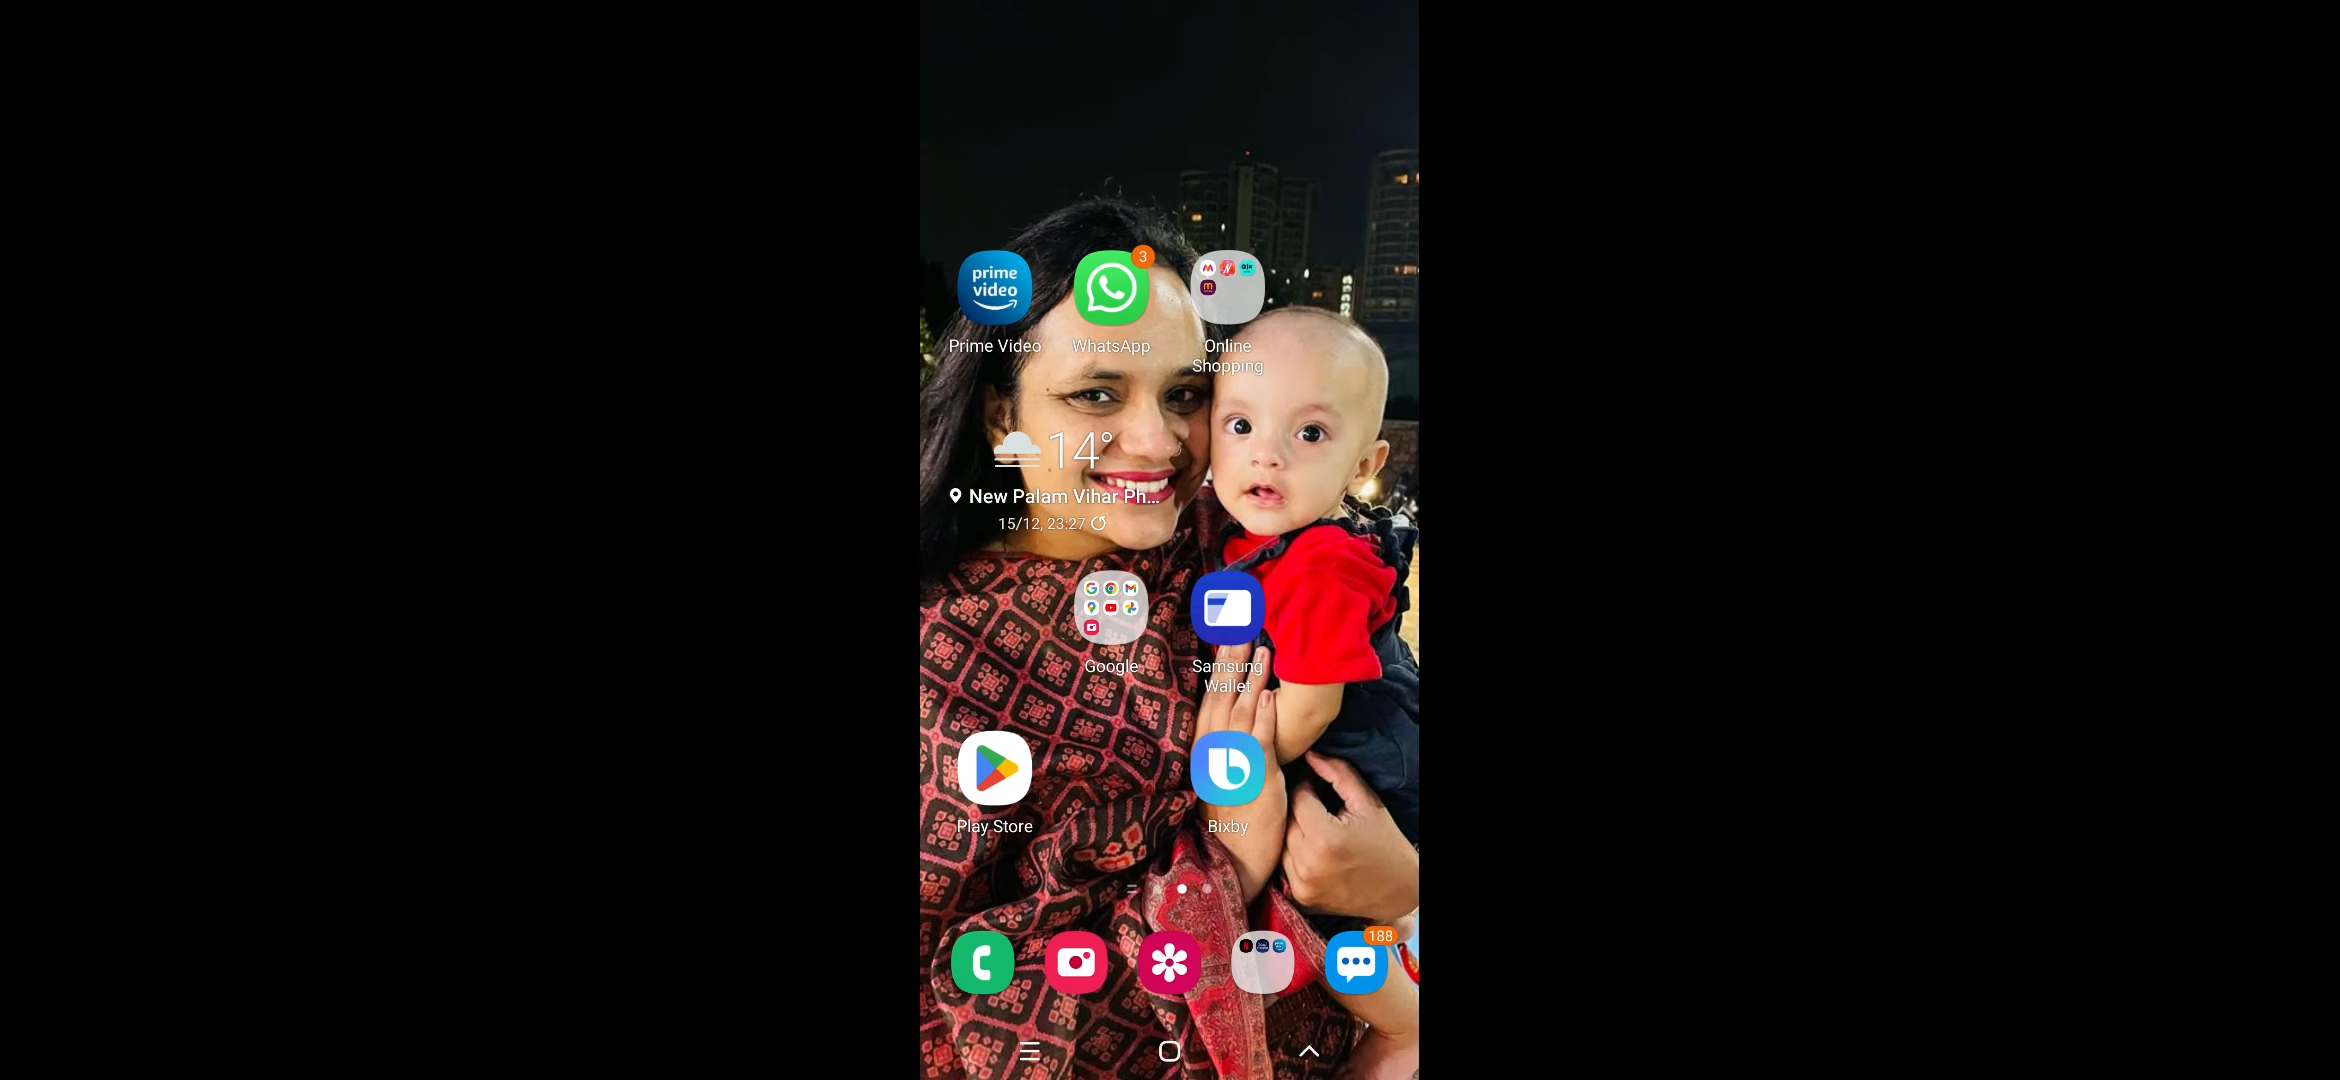 prime
video
3
Prime Video
WhatsApp
Online
Shopping
14°
New Palam Vihar Ph...
15/12, 23:27
Google
Samsung
Wallet
Play Store
Bixby
188